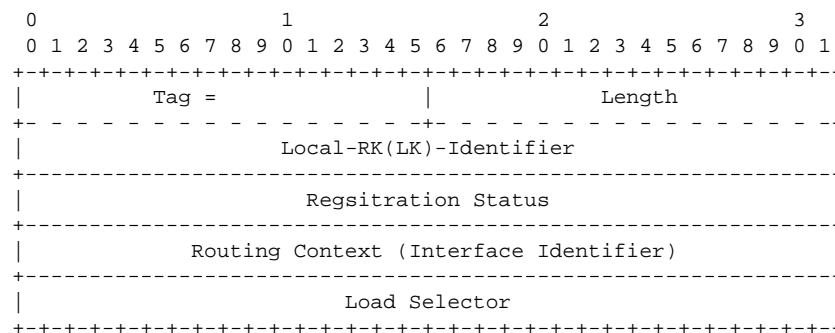 0                   1                   2                   3
 0 1 2 3 4 5 6 7 8 9 0 1 2 3 4 5 6 7 8 9 0 1 2 3 4 5 6 7 8 9 0 1
+-+-+-+-+-+-+-+-+-+-+-+-+-+-+-+-+-+-+-+-+-+-+-+-+-+-+-+-+-+-+-+-
|          Tag =                |             Length
+- - - - - - - - - - - - - - - -+- - - - - - - - - - - - - - - -
|                    Local-RK(LK)-Identifier
+---------------------------------------------------------------
|                      Regsitration Status
+---------------------------------------------------------------
|             Routing Context (Interface Identifier)
+---------------------------------------------------------------
|                         Load Selector
+-+-+-+-+-+-+-+-+-+-+-+-+-+-+-+-+-+-+-+-+-+-+-+-+-+-+-+-+-+-+-+-